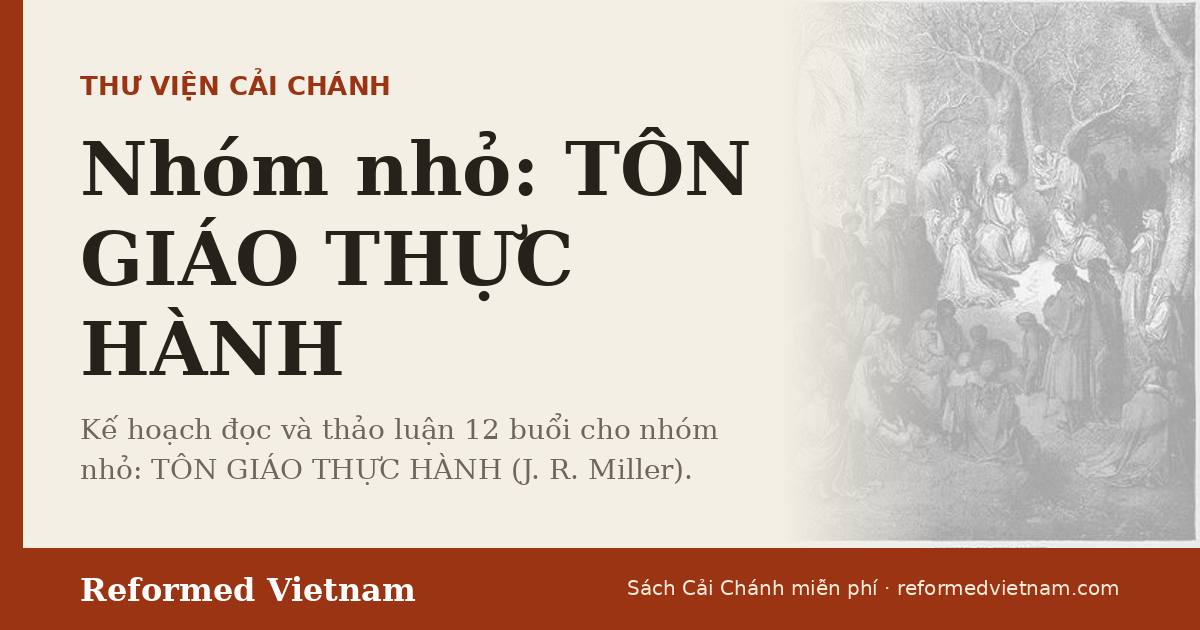 THƯ VIỆN CẢI CHÁNH
Nhóm nhỏ: TÔN
GIÁO THỰC
HÀNH
Kế hoạch đọc và thảo luận 12 buổi cho nhóm
nhỏ: TÔN GIÁO THỰC HÀNH (J. R. Miller).
Reformed Vietnam
Sách Cải Chánh miễn phí · reformedvietnam.com